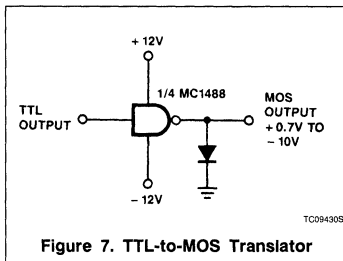 + 12V
1/4 MC1488
TTL
OUTPUT
MOS
OUTPUT
+ 0.7V TO
− 10V
− 12V
TC09430S
Figure 7. TTL-to-MOS Translator